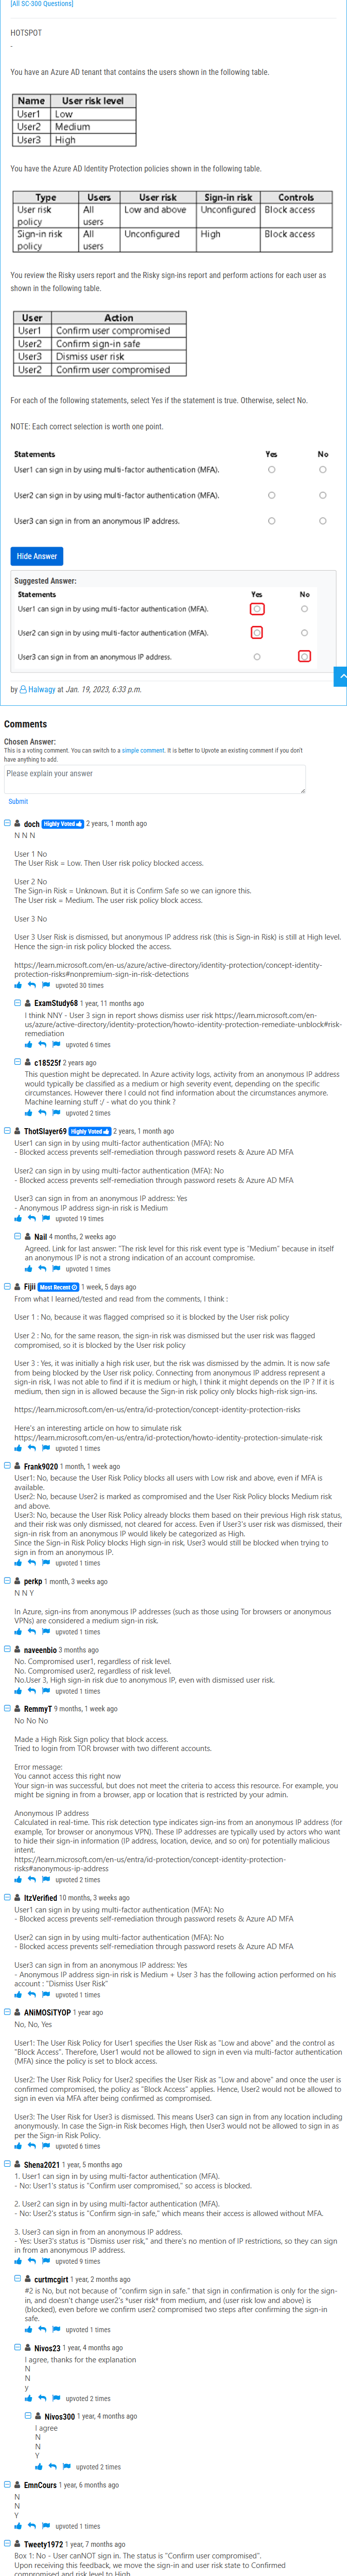 [All SC-300 Questions]
HOTSPOT
-
You have an Azure AD tenant that contains the users shown in the following table.
Name User risk level
User1 Low
User2 Medium
User3 High
You have the Azure AD Identity Protection policies shown in the following table.
Type Users User risk Sign-in risk Controls
User risk policy All users Low and above Unconfigured Block access
Sign-in risk policy All users Unconfigured High Block access
You review the Risky users report and the Risky sign-ins report and perform actions for each user as
shown in the following table.
User Action
User1 Confirm user compromised
User2 Confirm sign-in safe
User3 Dismiss user risk
User2 Confirm user compromised
For each of the following statements, select Yes if the statement is true. Otherwise, select No.
NOTE: Each correct selection is worth one point.
Statements Yes No
User1 can sign in by using multi-factor authentication (MFA).
User2 can sign in by using multi-factor authentication (MFA).
User3 can sign in from an anonymous IP address.
Hide Answer
Suggested Answer:
Statements Yes No
User1 can sign in by using multi-factor authentication (MFA).
User2 can sign in by using multi-factor authentication (MFA).
User3 can sign in from an anonymous IP address.
by Halwagy at Jan. 19, 2023, 6:33 p.m.
Comments
Chosen Answer:
This is a voting comment. You can switch to a simple comment. It is better to Upvote an existing comment if you don't
have anything to add.
Please explain your answer
Submit
doch Highly Voted 2 years, 1 month ago
N N N
User 1 No
The User Risk = Low. Then User risk policy blocked access.
User 2 No
The Sign-in Risk = Unknown. But it is Confirm Safe so we can ignore this.
The User risk = Medium. The user risk policy block access.
User 3 No
User 3 User Risk is dismissed, but anonymous IP address risk (this is Sign-in Risk) is still at High level.
Hence the sign-in risk policy blocked the access.
https://learn.microsoft.com/en-us/azure/active-directory/identity-protection/concept-identity-
protection-risks#nonpremium-sign-in-risk-detections
upvoted 30 times
ExamStudy68 1 year, 11 months ago
I think NNY - User 3 sign in report shows dismiss user risk https://learn.microsoft.com/en-
us/azure/active-directory/identity-protection/howto-identity-protection-remediate-unblock#risk-
remediation
upvoted 6 times
c18525f 2 years ago
This question might be deprecated. In Azure activity logs, activity from an anonymous IP address
would typically be classified as a medium or high severity event, depending on the specific
circumstances. However there I could not find information about the circumstances anymore.
Machine learning stuff :/ - what do you think ?
upvoted 2 times
ThotSlayer69 Highly Voted 2 years, 1 month ago
User1 can sign in by using multi-factor authentication (MFA): No
- Blocked access prevents self-remediation through password resets & Azure AD MFA
User2 can sign in by using multi-factor authentication (MFA): No
- Blocked access prevents self-remediation through password resets & Azure AD MFA
User3 can sign in from an anonymous IP address: Yes
- Anonymous IP address sign-in risk is Medium
upvoted 19 times
Nail 4 months, 2 weeks ago
Agreed. Link for last answer: "The risk level for this risk event type is "Medium" because in itself
an anonymous IP is not a strong indication of an account compromise.
upvoted 1 times
Fijii Most Recent 1 week, 5 days ago
From what I learned/tested and read from the comments, I think :
User 1 : No, because it was flagged comprised so it is blocked by the User risk policy
User 2 : No, for the same reason, the sign-in risk was dismissed but the user risk was flagged
compromised, so it is blocked by the User risk policy
User 3 : Yes, it was initially a high risk user, but the risk was dismissed by the admin. It is now safe
from being blocked by the User risk policy. Connecting from anonymous IP address represent a
sign-in risk, I was not able to find if it is medium or high, I think it might depends on the IP ? If it is
medium, then sign in is allowed because the Sign-in risk policy only blocks high-risk sign-ins.
https://learn.microsoft.com/en-us/entra/id-protection/concept-identity-protection-risks
Here's an interesting article on how to simulate risk
https://learn.microsoft.com/en-us/entra/id-protection/howto-identity-protection-simulate-risk
upvoted 1 times
Frank9020 1 month, 1 week ago
User1: No, because the User Risk Policy blocks all users with Low risk and above, even if MFA is
available.
User2: No, because User2 is marked as compromised and the User Risk Policy blocks Medium risk
and above.
User3: No, because the User Risk Policy already blocks them based on their previous High risk status,
and their risk was only dismissed, not cleared for access. Even if User3's user risk was dismissed, their
sign-in risk from an anonymous IP would likely be categorized as High.
Since the Sign-in Risk Policy blocks High sign-in risk, User3 would still be blocked when trying to
sign in from an anonymous IP.
upvoted 1 times
perkp 1 month, 3 weeks ago
N N Y
In Azure, sign-ins from anonymous IP addresses (such as those using Tor browsers or anonymous
VPNs) are considered a medium sign-in risk.
upvoted 1 times
naveenbio 3 months ago
No. Compromised user1, regardless of risk level.
No. Compromised user2, regardless of risk level.
No,User 3, High sign-in risk due to anonymous IP, even with dismissed user risk.
upvoted 1 times
RemmyT 9 months, 1 week ago
No No No
Made a High Risk Sign policy that block access.
Tried to login from TOR browser with two different accounts.
Error message:
You cannot access this right now
Your sign-in was successful, but does not meet the criteria to access this resource. For example, you
might be signing in from a browser, app or location that is restricted by your admin.
Anonymous IP address
Calculated in real-time. This risk detection type indicates sign-ins from an anonymous IP address (for
example, Tor browser or anonymous VPN). These IP addresses are typically used by actors who want
to hide their sign-in information (IP address, location, device, and so on) for potentially malicious
intent.
https://learn.microsoft.com/en-us/entra/id-protection/concept-identity-protection-
risks#anonymous-ip-address
upvoted 2 times
ItzVerified 10 months, 3 weeks ago
User1 can sign in by using multi-factor authentication (MFA): No
- Blocked access prevents self-remediation through password resets & Azure AD MFA
User2 can sign in by using multi-factor authentication (MFA): No
- Blocked access prevents self-remediation through password resets & Azure AD MFA
User3 can sign in from an anonymous IP address: Yes
- Anonymous IP address sign-in risk is Medium + User 3 has the following action performed on his
account : "Dismiss User Risk"
upvoted 1 times
ANiMOSiTYOP 1 year ago
No, No, Yes
User1: The User Risk Policy for User1 specifies the User Risk as "Low and above" and the control as
"Block Access". Therefore, User1 would not be allowed to sign in even via multi-factor authentication
(MFA) since the policy is set to block access.
User2: The User Risk Policy for User2 specifies the User Risk as "Low and above" and once the user is
confirmed compromised, the policy as "Block Access" applies. Hence, User2 would not be allowed to
sign in even via MFA after being confirmed as compromised.
User3: The User Risk for User3 is dismissed. This means User3 can sign in from any location including
anonymously. In case the Sign-in Risk becomes High, then User3 would not be allowed to sign in as
per the Sign-in Risk Policy.
upvoted 6 times
Shena2021 1 year, 5 months ago
1. User1 can sign in by using multi-factor authentication (MFA).
- No: User1's status is "Confirm user compromised," so access is blocked.
2. User2 can sign in by using multi-factor authentication (MFA).
- No: User2's status is "Confirm sign-in safe," which means their access is allowed without MFA.
3. User3 can sign in from an anonymous IP address.
- Yes: User3's status is "Dismiss user risk," and there's no mention of IP restrictions, so they can sign
in from an anonymous IP address.
upvoted 9 times
curtmcgirt 1 year, 2 months ago
#2 is No, but not because of "confirm sign in safe." that sign in confirmation is only for the sign-
in, and doesn't change user2's *user risk* from medium, and (user risk low and above) is
(blocked), even before we confirm user2 compromised two steps after confirming the sign-in
safe.
upvoted 1 times
Nivos23 1 year, 4 months ago
I agree, thanks for the explanation
N
N
y
upvoted 2 times
Nivos300 1 year, 4 months ago
I agree
N
N
Y
upvoted 2 times
EmnCours 1 year, 6 months ago
N
N
Y
upvoted 1 times
Tweety1972 1 year, 7 months ago
Box 1: No - User canNOT sign in. The status is "Confirm user compromised".
Upon receiving this feedback, we move the sign-in and user risk state to Confirmed
compromised and risk level to High